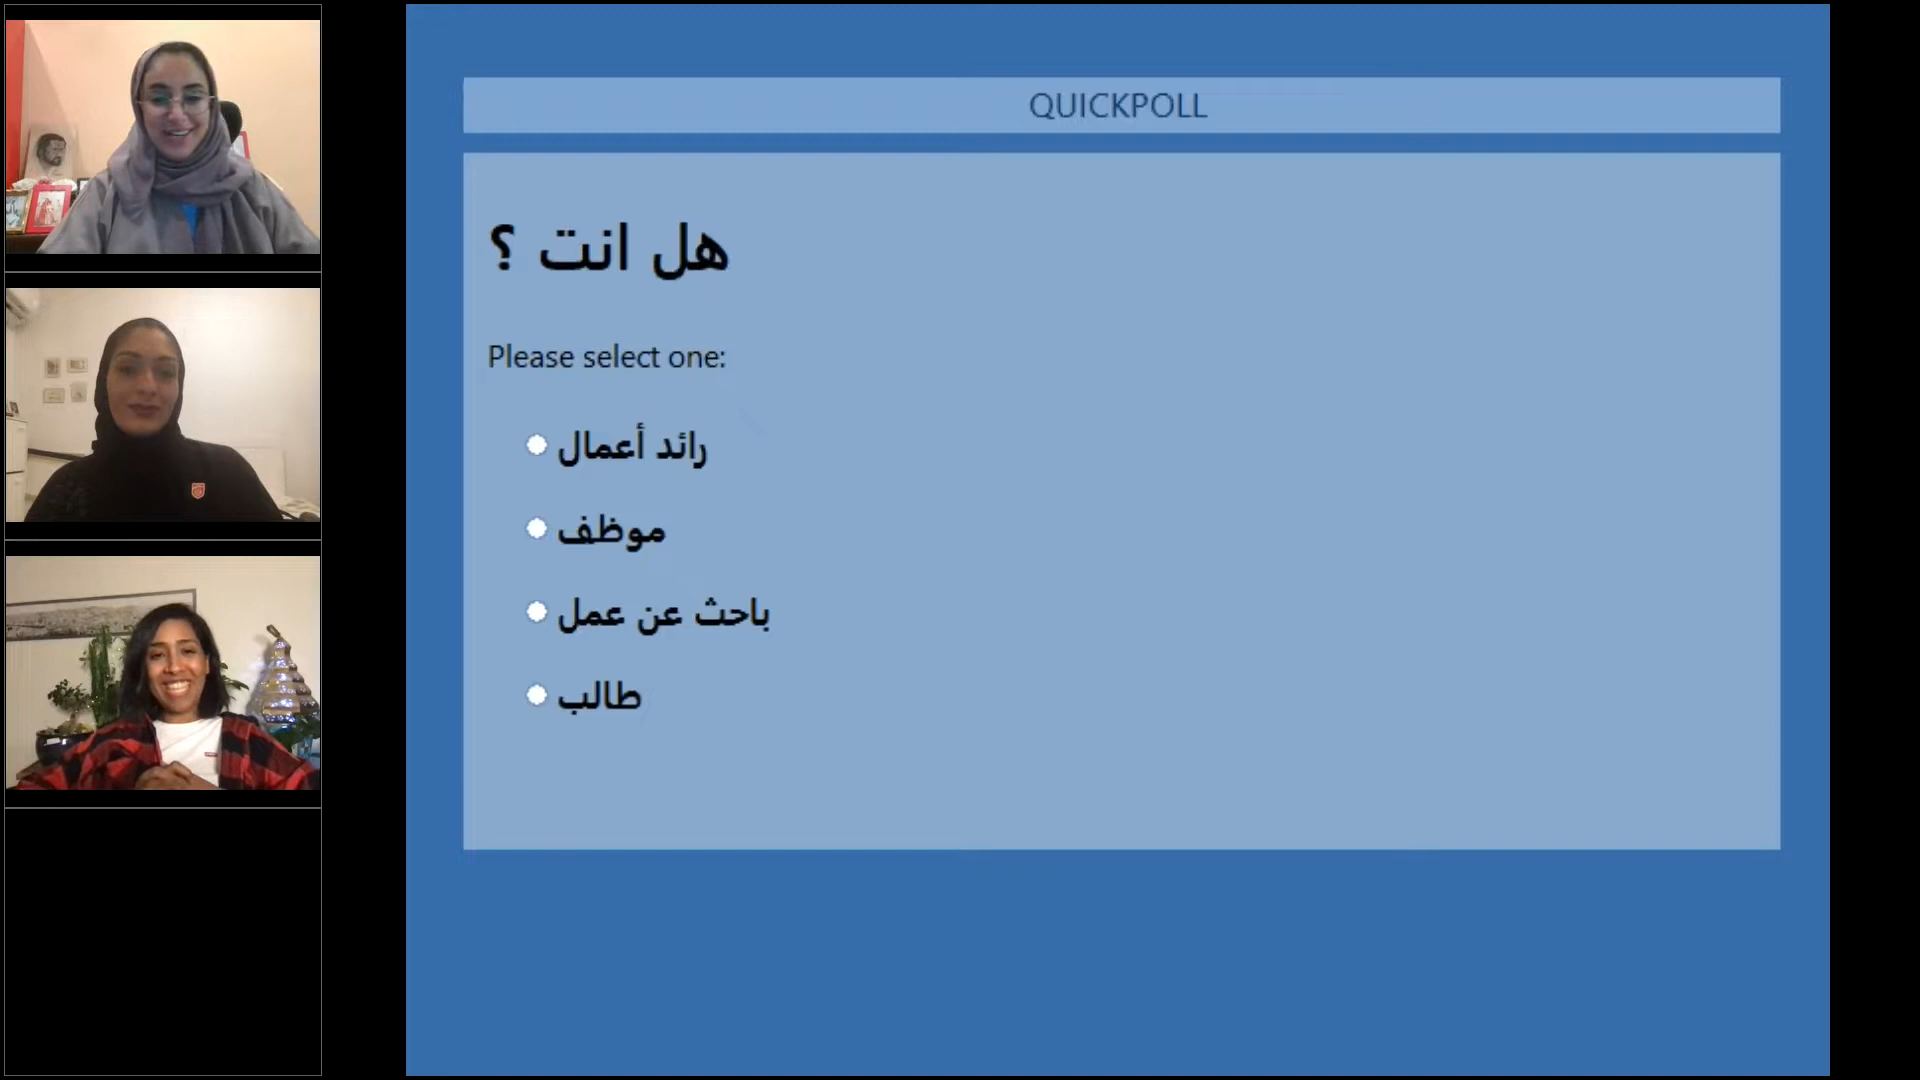 QUICKPOLL
هل انت ؟
Please select one:
رائد أعمال
موظف
باحث عن عمل
طالب